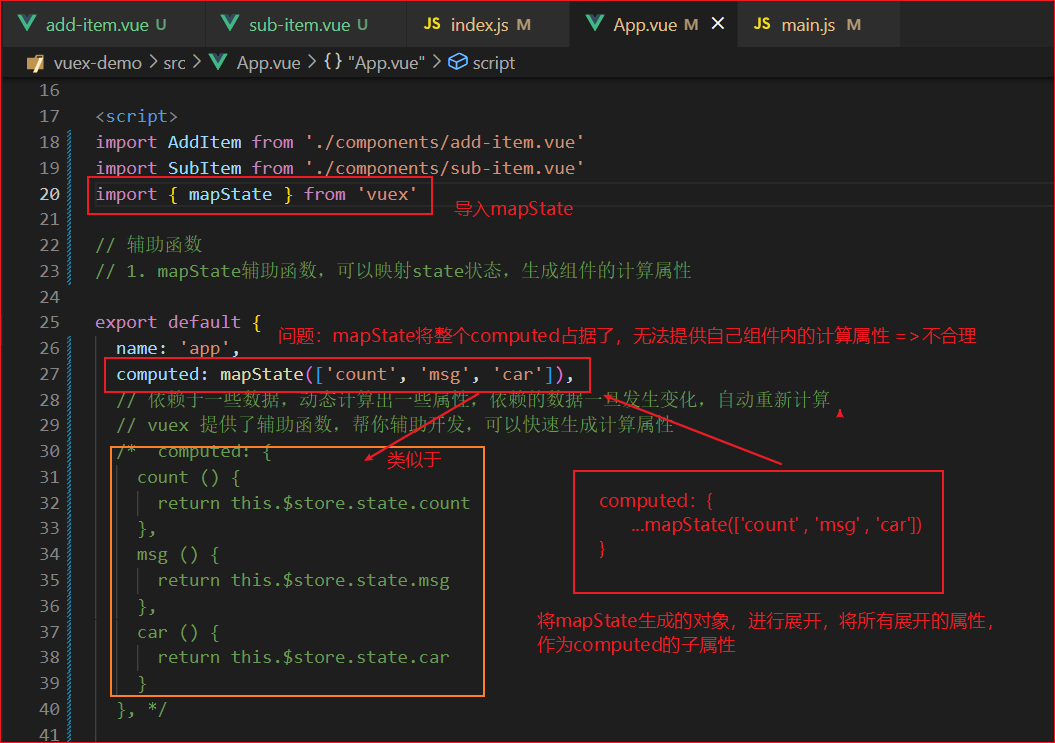 add-item.vue U sub-item.vue U JS index.js M App.vue M JS main.js M
vuex-demo > src > App.vue > {} "App.vue" > script
16
17 <script>
18 import AddItem from './components/add-item.vue'
19 import SubItem from './components/sub-item.vue'
20 import { mapState } from 'vuex'
导入mapState
21
22 // 辅助函数
23 // 1. mapState辅助函数，可以映射state状态，生成组件的计算属性
24
25 export default {
问题：mapState将整个computed占据了，无法提供自己组件内的计算属性 =>不合理
26 name: 'app',
27 computed: mapState(['count', 'msg', 'car']),
28 // 依赖于一些数据，动态计算出一些属性，依赖的数据一旦发生变化，自动重新计算
29 // vuex 提供了辅助函数，帮你辅助开发，可以快速生成计算属性
30 /* computed: {
类似于
31 count () {
32 return this.$store.state.count
33 },
34 msg () {
35 return this.$store.state.msg
36 },
37 car () {
38 return this.$store.state.car
39 }
40 }, */
41
computed：{
...mapState(['count' , 'msg' , 'car'])
}
将mapState生成的对象，进行展开，将所有展开的属性，
作为computed的子属性